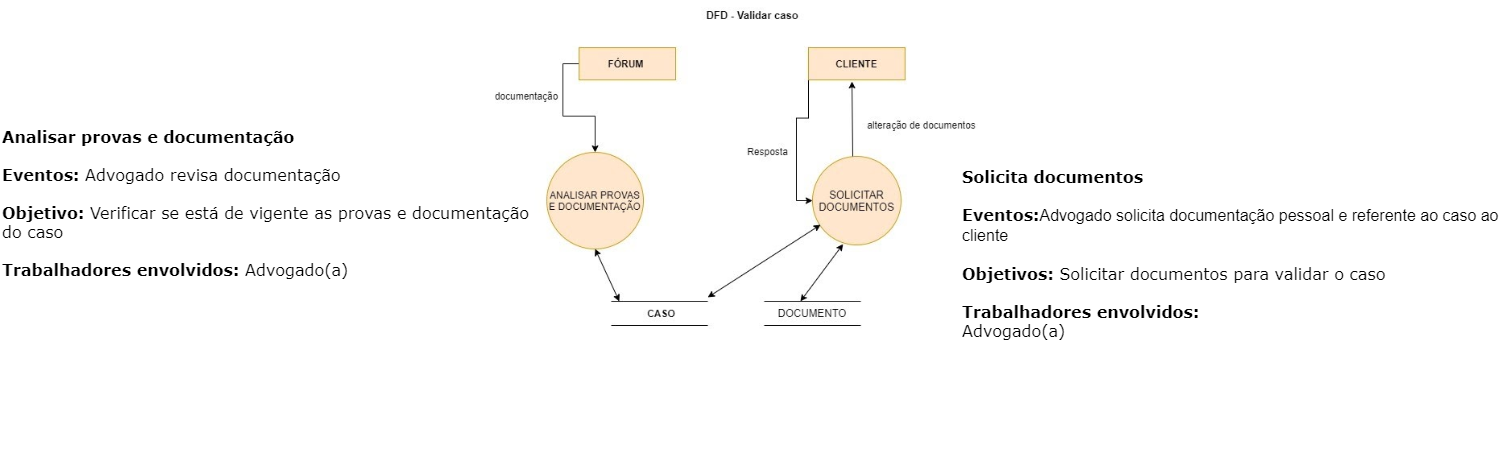 DFD - Validar caso
FÓRUM
CLIENTE
documentação
alteração de documentos
Resposta
Analisar provas e documentação
Eventos: Advogado revisa documentação
Objetivo: Verificar se está de vigente as provas e documentação
do caso
Trabalhadores envolvidos: Advogado(a)
ANALISAR PROVAS
E DOCUMENTAÇÃO
SOLICITAR
DOCUMENTOS
CASO
DOCUMENTO
Solicita documentos
Eventos:Advogado solicita documentação pessoal e referente ao caso ao
cliente
Objetivos: Solicitar documentos para validar o caso
Trabalhadores envolvidos:
Advogado(a)